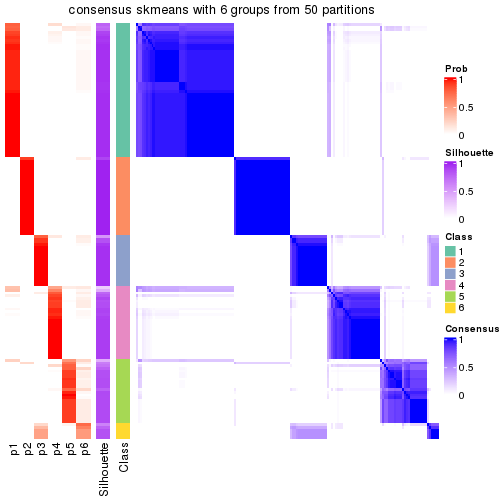 consensus skmeans with 6 groups from 50 partitions
Prob
1
0.5
0
Silhouette
1
0.5
0
Class
1
2
3
4
5
6
Consensus
1
0.5
0
p1
p2
p3
p4
p5
p6
Silhouette
Class